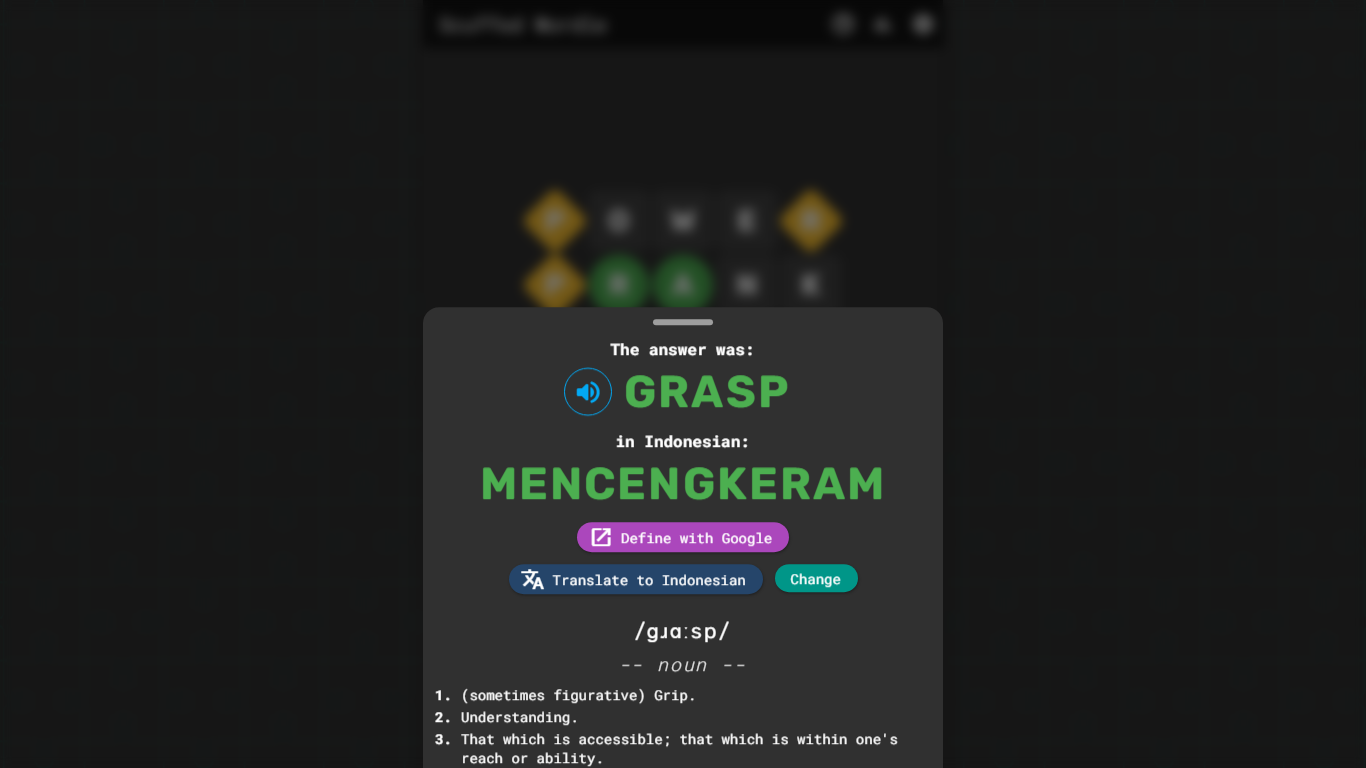 The answer was:
GRASP
in Indonesian:
MENCENGKERAM
Define with Google
Translate to Indonesian Change
/ɡɹɑːsp/
-- noun --
1. (sometimes figurative) Grip.
2. Understanding.
3. That which is accessible; that which is within one's
reach or ability.